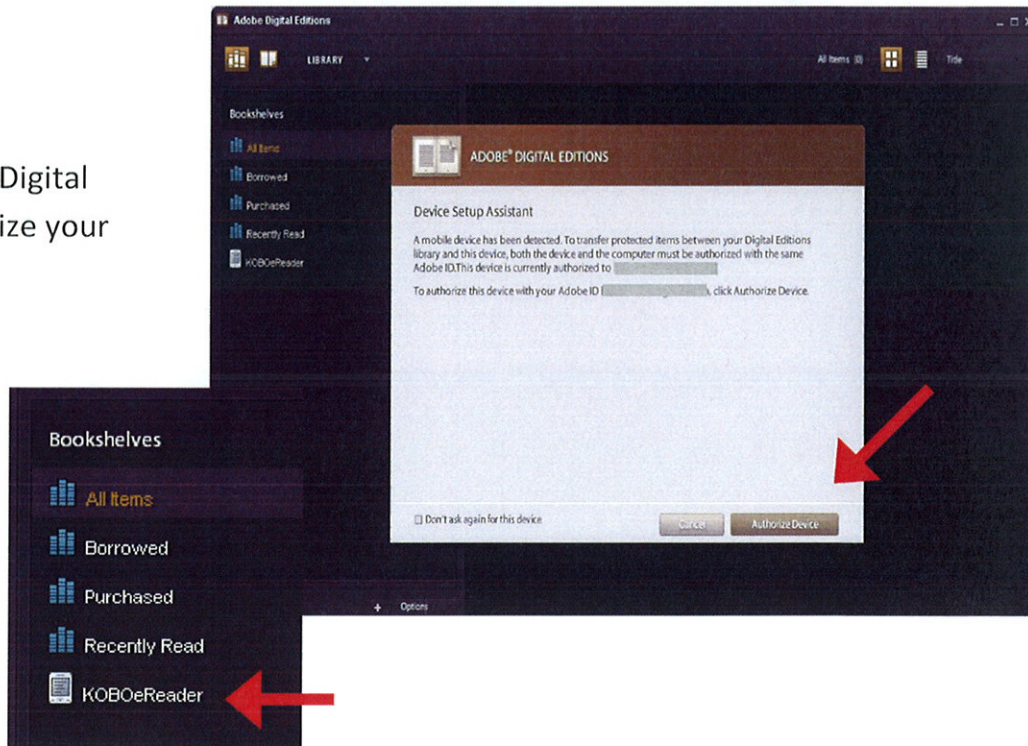 Digital
ize your
Adobe Digital Editions
LIBRARY
All Items (0)
Title
Bookshelves
All Items
Borrowed
Purchased
Recently Read
KOBOeReader
ADOBE® DIGITAL EDITIONS
Device Setup Assistant
A mobile device has been detected. To transfer protected items between your Digital Editions
library and this device, both the device and the computer must be authorized with the same
Adobe ID.This device is currently authorized to
To authorize this device with your Adobe ID , click Authorize Device.
Don't ask again for this device
Cancel
Authorize Device
+ Options
Bookshelves
All Items
Borrowed
Purchased
Recently Read
KOBOeReader